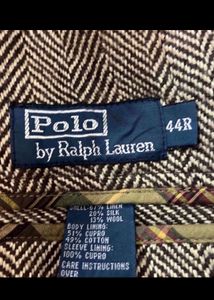 Polo
by Ralph Lauren
44R
SHELL-67% LINEN
20% SILK
13% WOOL
BODY LINING:
51% CUPRO
49% COTTON
SLEEVE LINING:
100% CUPRO
CARE INSTRUCTIONS
OVER